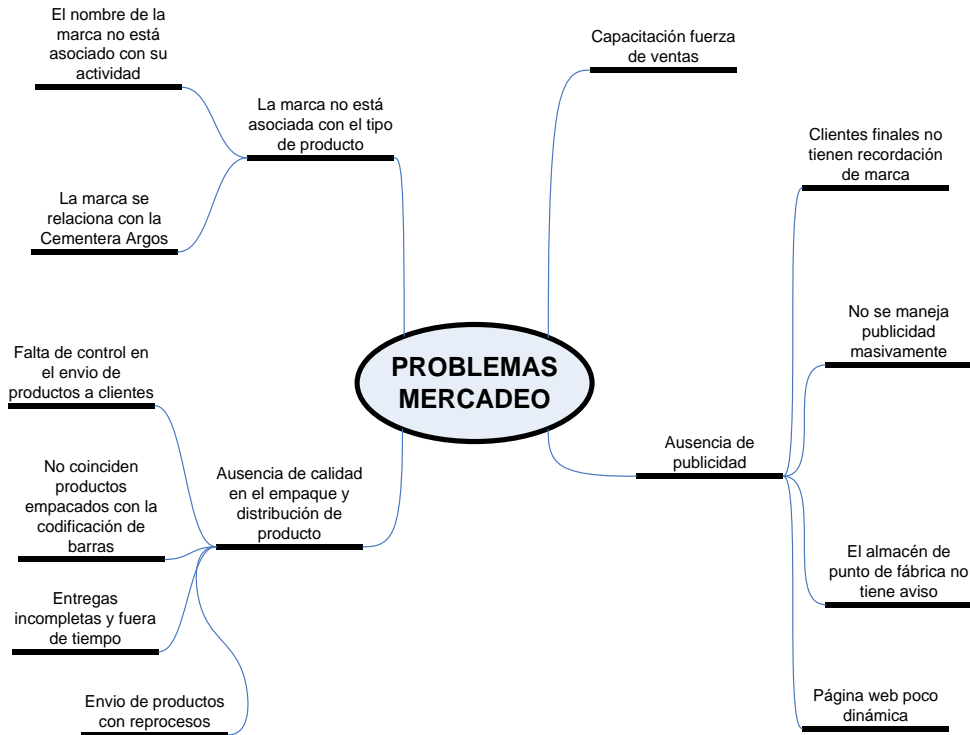 El nombre de la
marca no está
asociado con su
actividad
La marca no está
asociada con el tipo
de producto
La marca se
relaciona con la
Cementera Argos
Capacitación fuerza
de ventas
Clientes finales no
tienen recordación
de marca
No se maneja
publicidad
masivamente
PROBLEMAS
MERCADEO
Ausencia de
publicidad
El almacén de
punto de fábrica no
tiene aviso
Página web poco
dinámica
Falta de control en
el envio de
productos a clientes
No coinciden
productos
empacados con la
codificación de
barras
Ausencia de calidad
en el empaque y
distribución de
producto
Entregas
incompletas y fuera
de tiempo
Envio de productos
con reprocesos